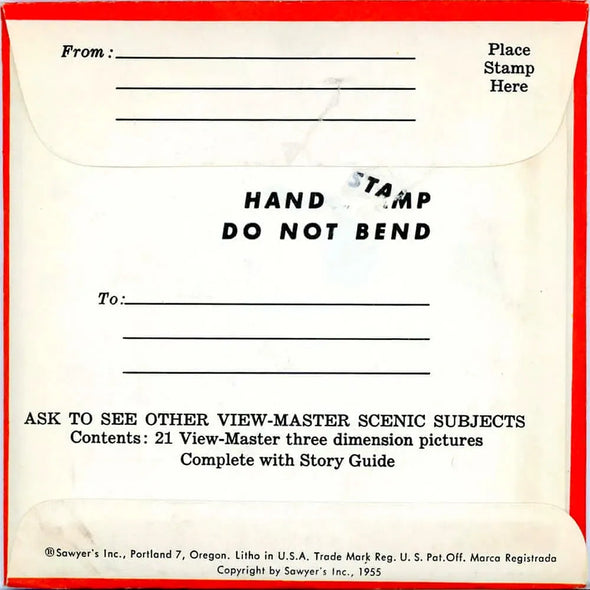 From:
Place
Stamp
Here
HAND STAMP
DO NOT BEND
To:
ASK TO SEE OTHER VIEW-MASTER SCENIC SUBJECTS
Contents: 21 View-Master three dimension pictures
Complete with Story Guide
®Sawyer's Inc., Portland 7, Oregon. Litho in U.S.A. Trade Mark Reg. U. S. Pat.Off. Marca Registrada
Copyright by Sawyer's Inc., 1955